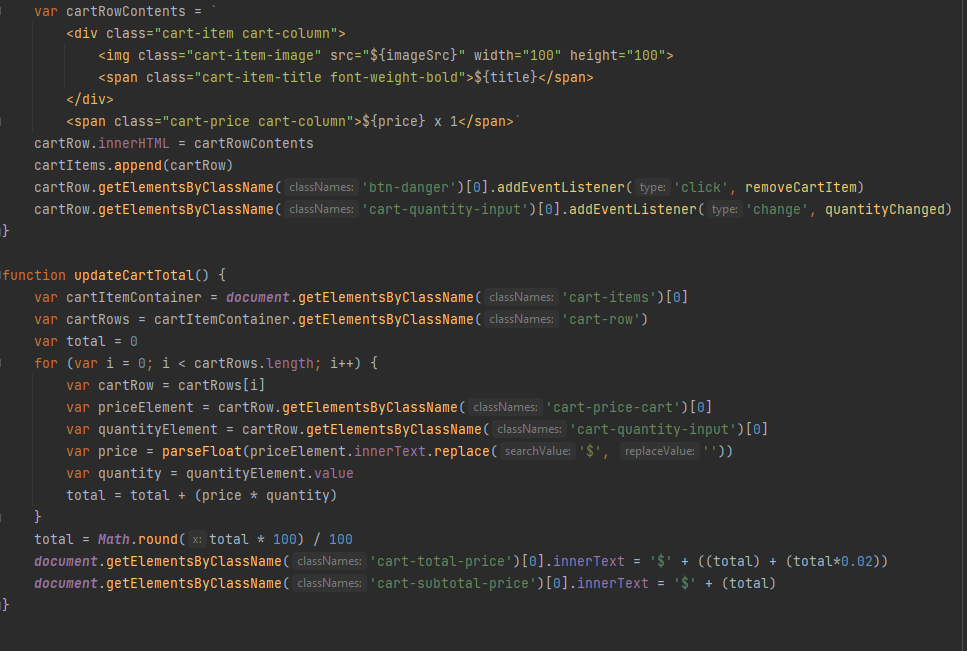 var cartRowContents = `
<div class="cart-item cart-column">
<img class="cart-item-image" src="${imageSrc}" width="100" height="100">
<span class="cart-item-title font-weight-bold">${title}</span>
</div>
<span class="cart-price cart-column">${price} x 1</span>`
cartRow.innerHTML = cartRowContents
cartItems.append(cartRow)
cartRow.getElementsByClassName( classNames: 'btn-danger')[0].addEventListener( type: 'click', removeCartItem)
cartRow.getElementsByClassName( classNames: 'cart-quantity-input')[0].addEventListener( type: 'change', quantityChanged)
}
function updateCartTotal() {
var cartItemContainer = document.getElementsByClassName( classNames: 'cart-items')[0]
var cartRows = cartItemContainer.getElementsByClassName( classNames: 'cart-row')
var total = 0
for (var i = 0; i < cartRows.length; i++) {
var cartRow = cartRows[i]
var priceElement = cartRow.getElementsByClassName( classNames: 'cart-price-cart')[0]
var quantityElement = cartRow.getElementsByClassName( classNames: 'cart-quantity-input')[0]
var price = parseFloat(priceElement.innerText.replace( searchValue: '$', replaceValue: ''))
var quantity = quantityElement.value
total = total + (price * quantity)
}
total = Math.round( x: total * 100) / 100
document.getElementsByClassName( classNames: 'cart-total-price')[0].innerText = '$' + ((total) + (total*0.02))
document.getElementsByClassName( classNames: 'cart-subtotal-price')[0].innerText = '$' + (total)
}